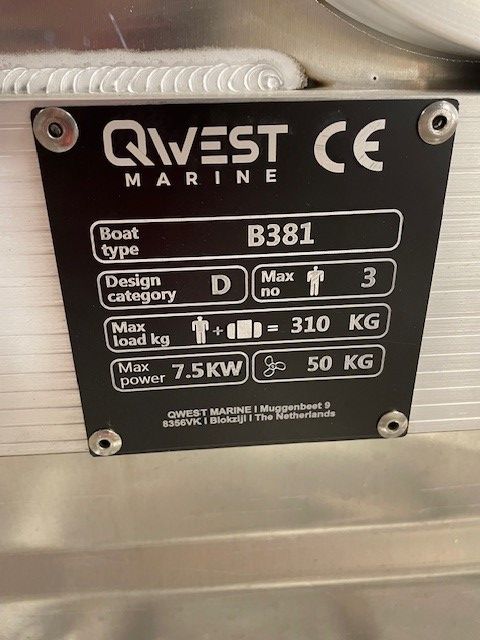 QWEST CE
MARINE
Boat type B381
Design category D
Max no 3
Max load kg + = 310 KG
Max power 7.5KW
50 KG
QWEST MARINE | Muggenbeet 9
8356VK | Blokzijl | The Netherlands